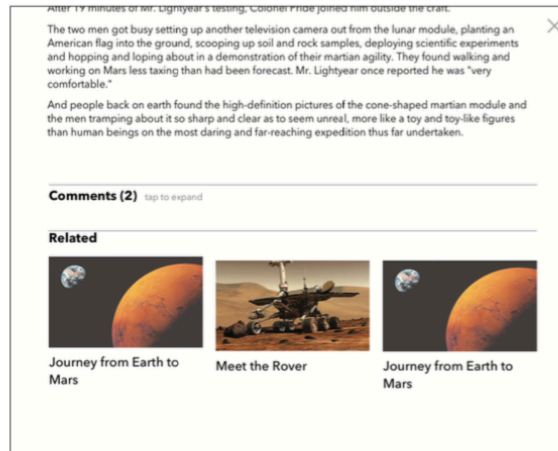 After 19 minutes of Mr. Lightyear's testing, Colonel Pride joined him outside the craft.
The two men got busy setting up another television camera out from the lunar module, planting an
American flag into the ground, scooping up soil and rock samples, deploying scientific experiments
and hopping and loping about in a demonstration of their martian agility. They found walking and
working on Mars less taxing than had been forecast. Mr. Lightyear once reported he was "very
comfortable."
And people back on earth found the high-definition pictures of the cone-shaped martian module and
the men tramping about it so sharp and clear as to seem unreal, more like a toy and toy-like figures
than human beings on the most daring and far-reaching expedition thus far undertaken.
Comments (2) tap to expand
Related
Journey from Earth to
Mars
Meet the Rover
Journey from Earth to
Mars